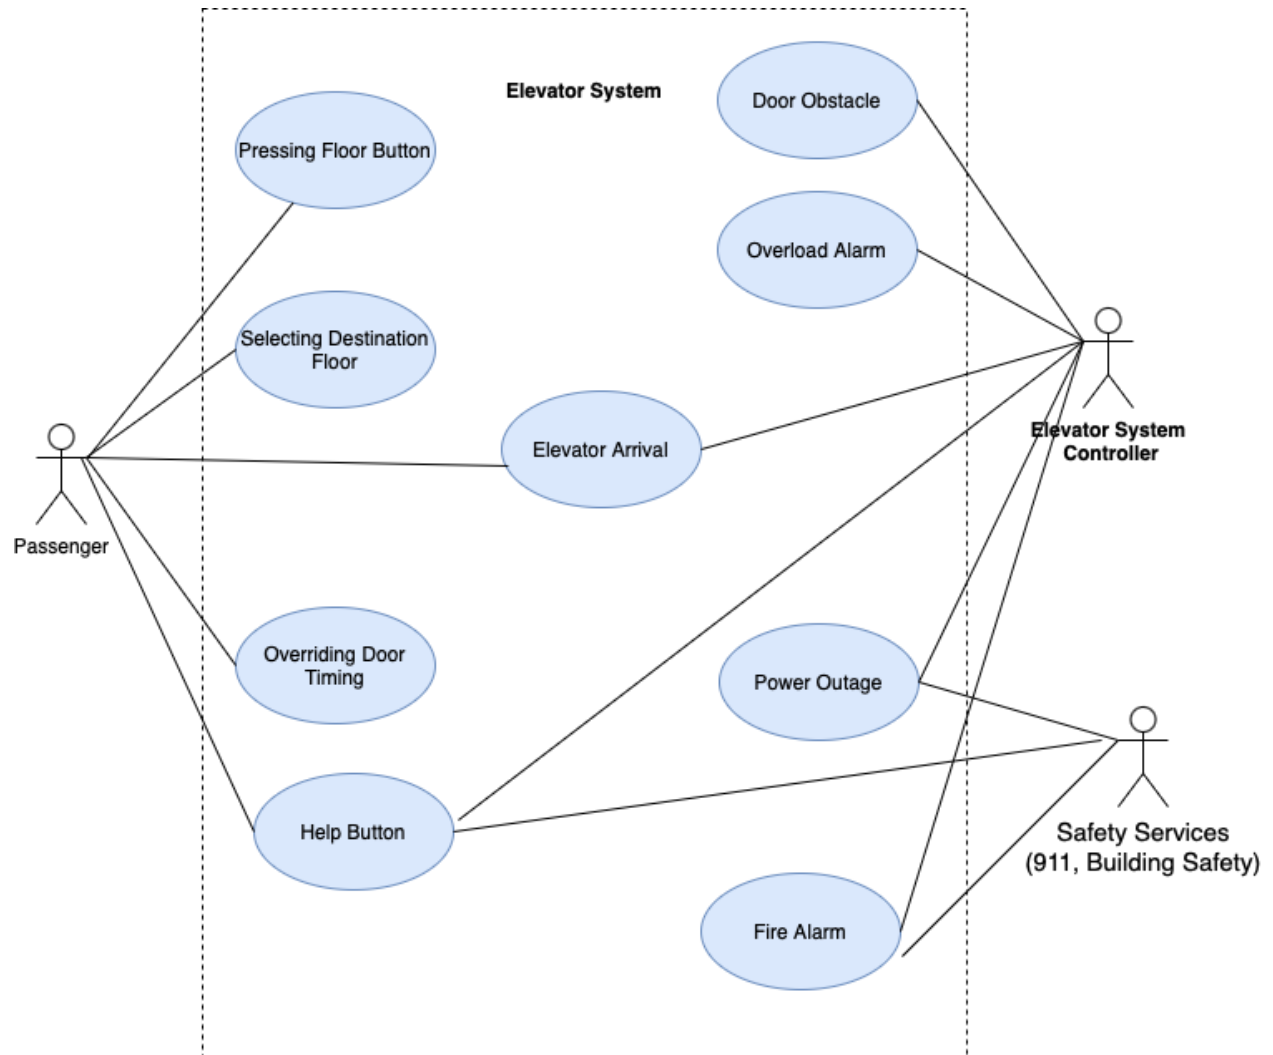 Elevator System
Door Obstacle
Pressing Floor Button
Overload Alarm
Selecting Destination
Floor
Elevator Arrival
Elevator System
Controller
Passenger
Overriding Door
Timing
Power Outage
Help Button
Safety Services
(911, Building Safety)
Fire Alarm